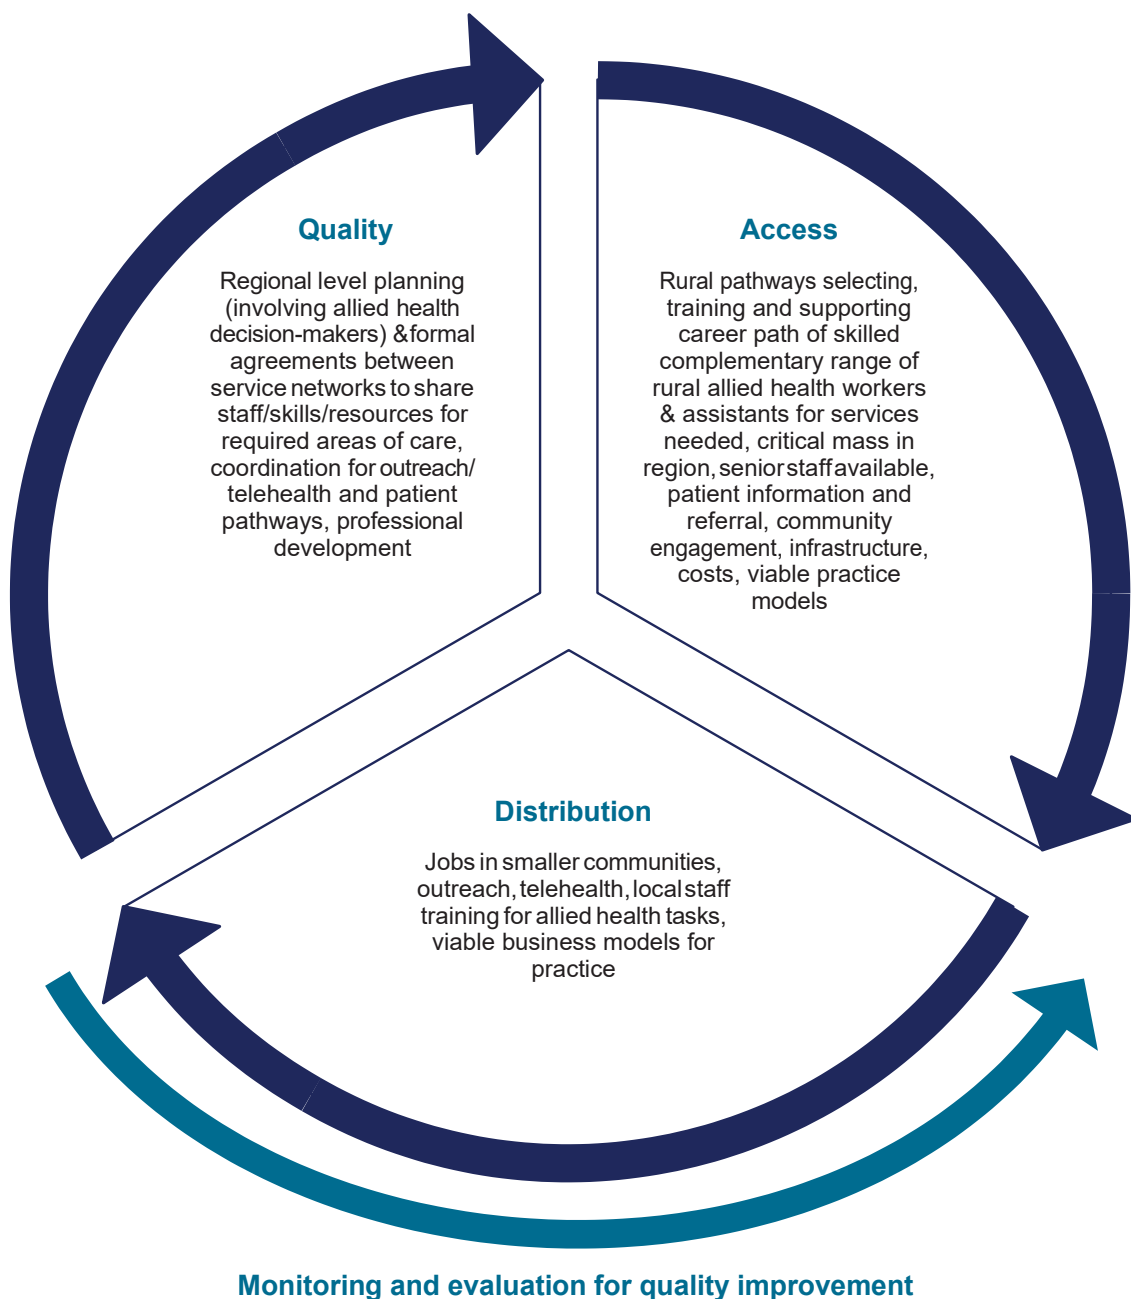 Quality
Regional level planning
(involving allied health
decision-makers) &formal
agreements between
service networks to share
staff/skills/resources for
required areas of care,
coordination for outreach/
telehealth and patient
pathways, professional
development
Access
Rural pathways selecting,
training and supporting
career path of skilled
complementary range of
rural allied health workers
& assistants for services
needed, critical mass in
region, senior staff available,
patient information and
referral, community
engagement, infrastructure,
costs, viable practice
models
Distribution
Jobs in smaller communities,
outreach, telehealth, local staff
training for allied health tasks,
viable business models for
practice
Monitoring and evaluation for quality improvement